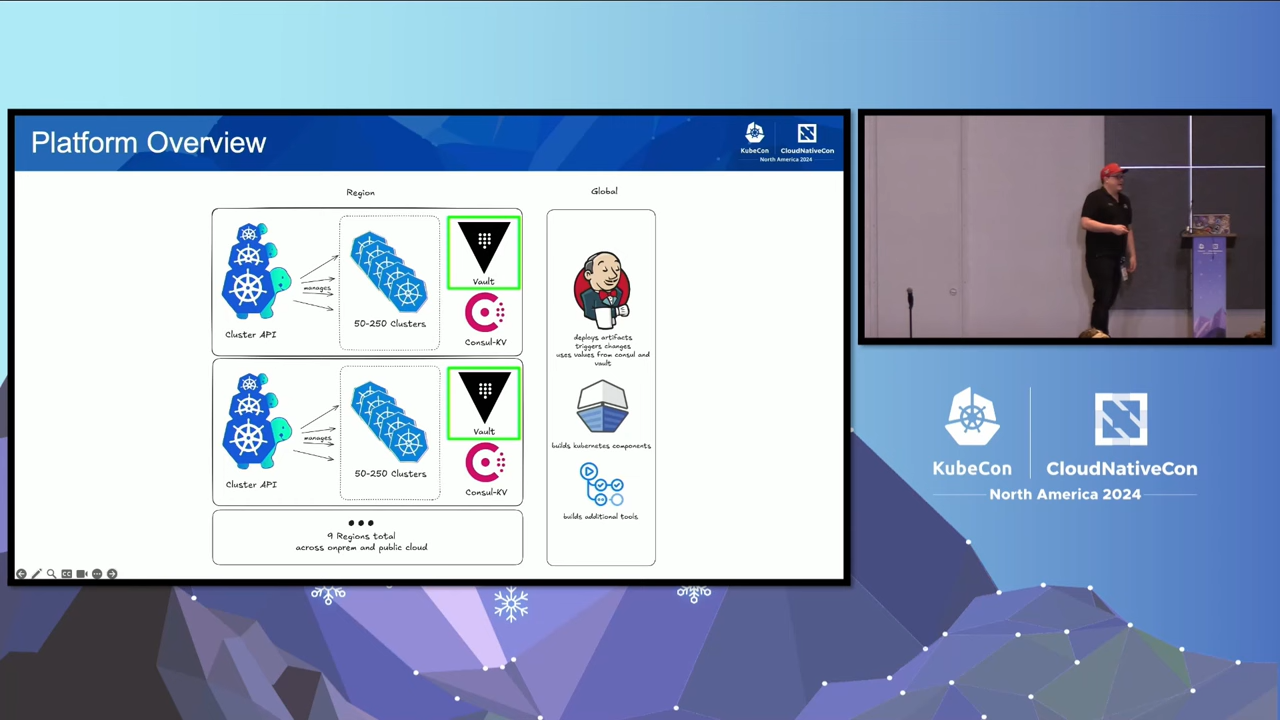 Platform Overview
KubeCon
CloudNativeCon
North America 2024
Region
Global
manages
Cluster API
50-250 Clusters
Vault
Consul-KV
deploys artifacts
triggers changes
uses values from consul and
vault
manages
Cluster API
50-250 Clusters
Vault
Consul-KV
builds kubernetes components
builds additional tools
9 Regions total
across onprem and public cloud
KubeCon
CloudNativeCon
North America 2024